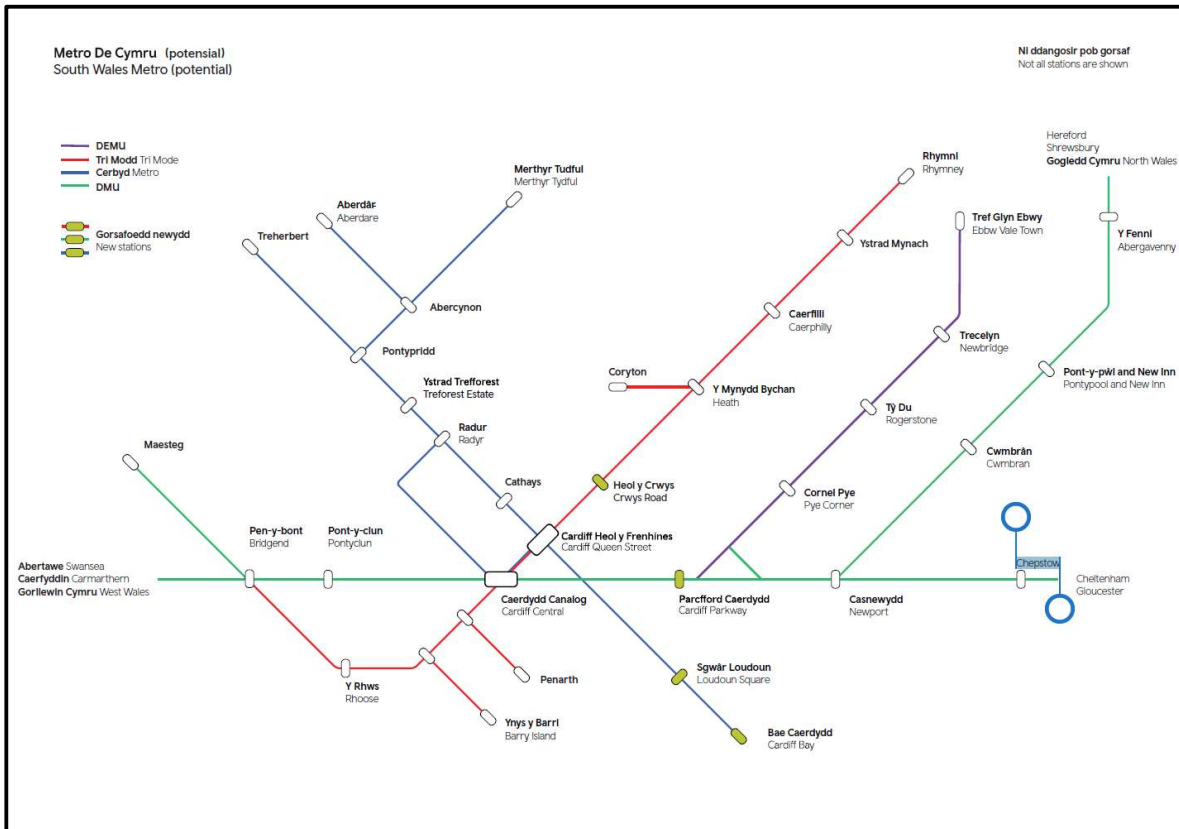 Metro De Cymru (potensial)
South Wales Metro (potential)
Ni ddangosir pob gorsaf
Not all stations are shown
DEMU
Tri Modd Tri Mode
Cerbyd Metro
DMU
Gorsafoedd newydd
New stations
Hereford
Shrewsbury
Gogledd Cymru North Wales
Rhymni
Rhymney
Merthyr Tudful
Merthyr Tydful
Aberdâr
Aberdare
Treherbert
Tref Glyn Ebwy
Ebbw Vale Town
Y Fenni
Abergavenny
Ystrad Mynach
Abercynon
Caerfilli
Caerphilly
Trecelyn
Newbridge
Pontypridd
Coryton
Y Mynydd Bychan
Heath
Pont-y-pŵl and New Inn
Pontypool and New Inn
Ystrad Trefforest
Treforest Estate
Tŷ Du
Rogerstone
Radur
Radyr
Maesteg
Cwmbrân
Cwmbran
Cathays
Heol y Crwys
Crwys Road
Cornel Pye
Pye Corner
Pen-y-bont
Bridgend
Pont-y-clun
Pontyclun
Cardiff Heol y Frenhines
Cardiff Queen Street
Abertawe Swansea
Caerfyddin Carmarthern
Gorllewin Cymru West Wales
Chepstow
Cheltenham
Gloucester
Caerdydd Canalog
Cardiff Central
Parcfford Caerdydd
Cardiff Parkway
Casnewydd
Newport
Y Rhws
Rhoose
Penarth
Sgwâr Loudoun
Loudoun Square
Ynys y Barri
Barry Island
Bae Caerdydd
Cardiff Bay